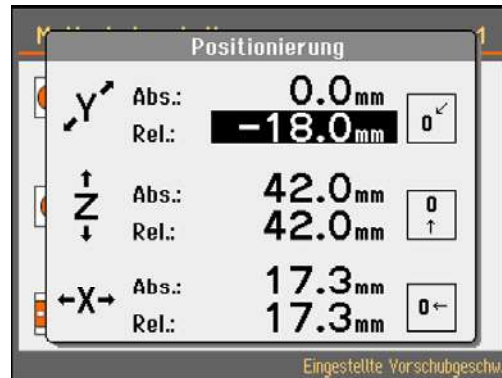 Positionierung
Y Abs.: 0.0mm
Rel.: -18.0mm 0
Z Abs.: 42.0mm 0
Rel.: 42.0mm
X Abs.: 17.3mm
Rel.: 17.3mm 0
Eingestellte